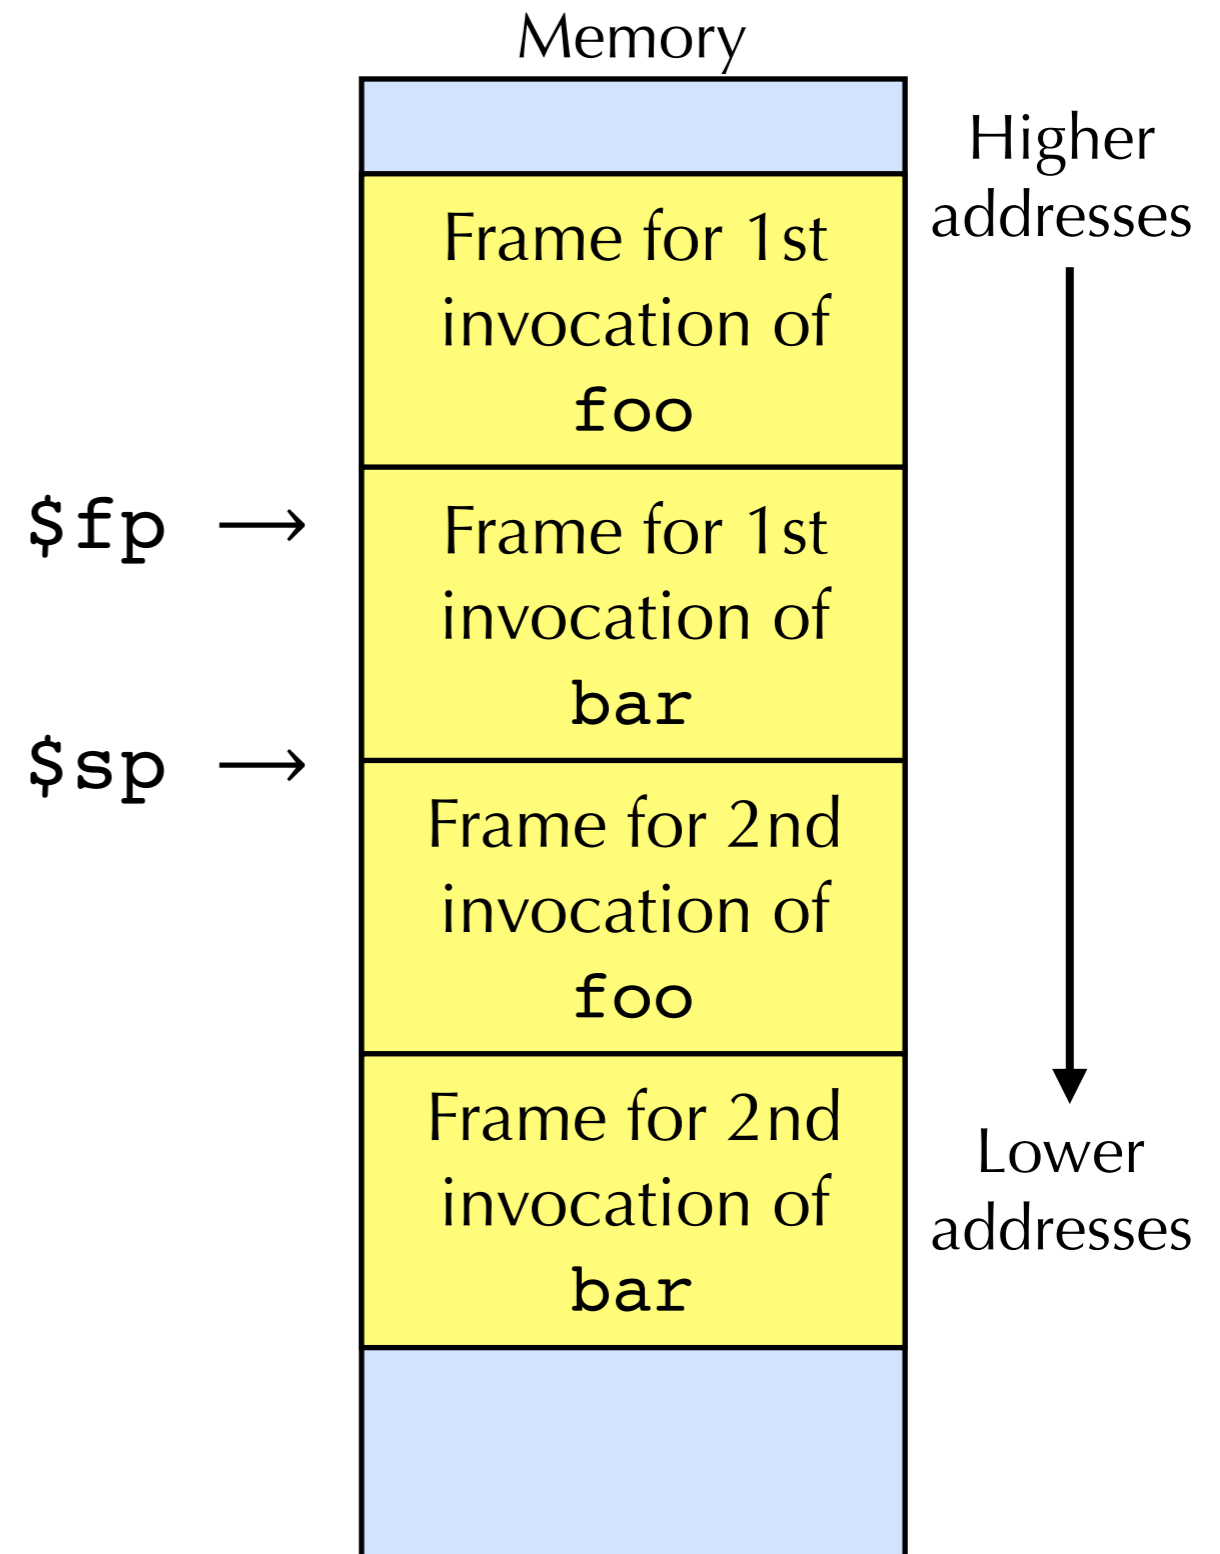 Memory
Higher
addresses
Frame for 1st
invocation of
foo
$fp →
Frame for 1st
invocation of
bar
$sp →
Frame for 2nd
invocation of
foo
Frame for 2nd
invocation of
bar
Lower
addresses